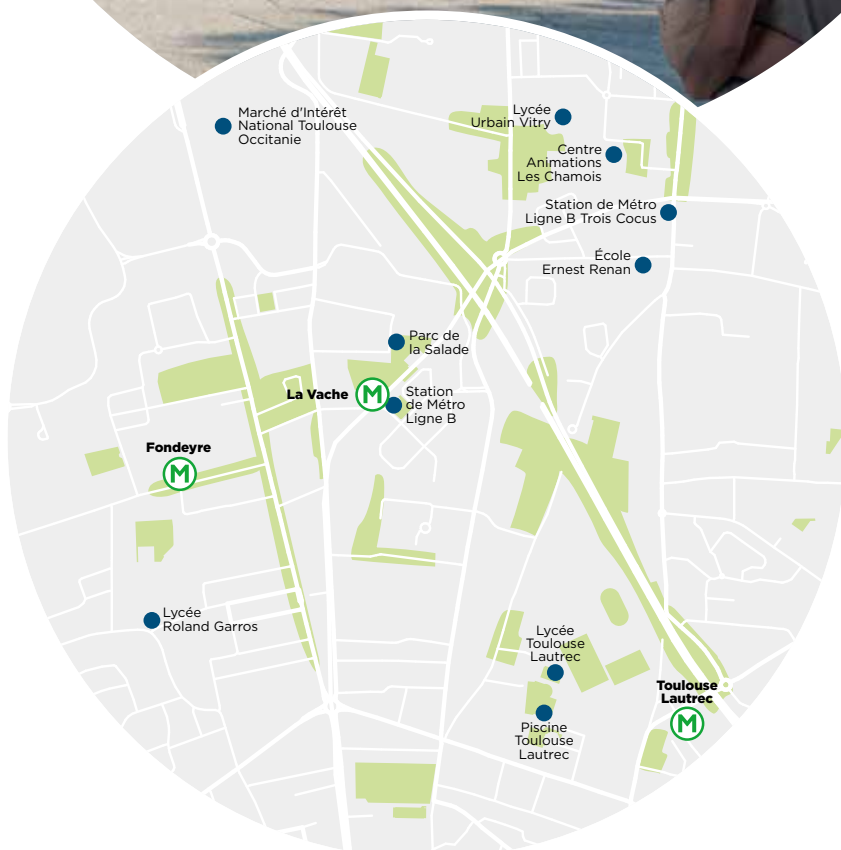 Marché d'Intérêt
National Toulouse
Occitanie
Lycée
Urbain Vitry
Centre
Animations
Les Chamois
Station de Métro
Ligne B Trois Cocus
École
Ernest Renan
Parc de
la Salade
La Vache
M
Station
de Métro
Ligne B
Fondeyre
M
Lycée
Roland Garros
Lycée
Toulouse
Lautrec
Toulouse
Lautrec
M
Piscine
Toulouse
Lautrec